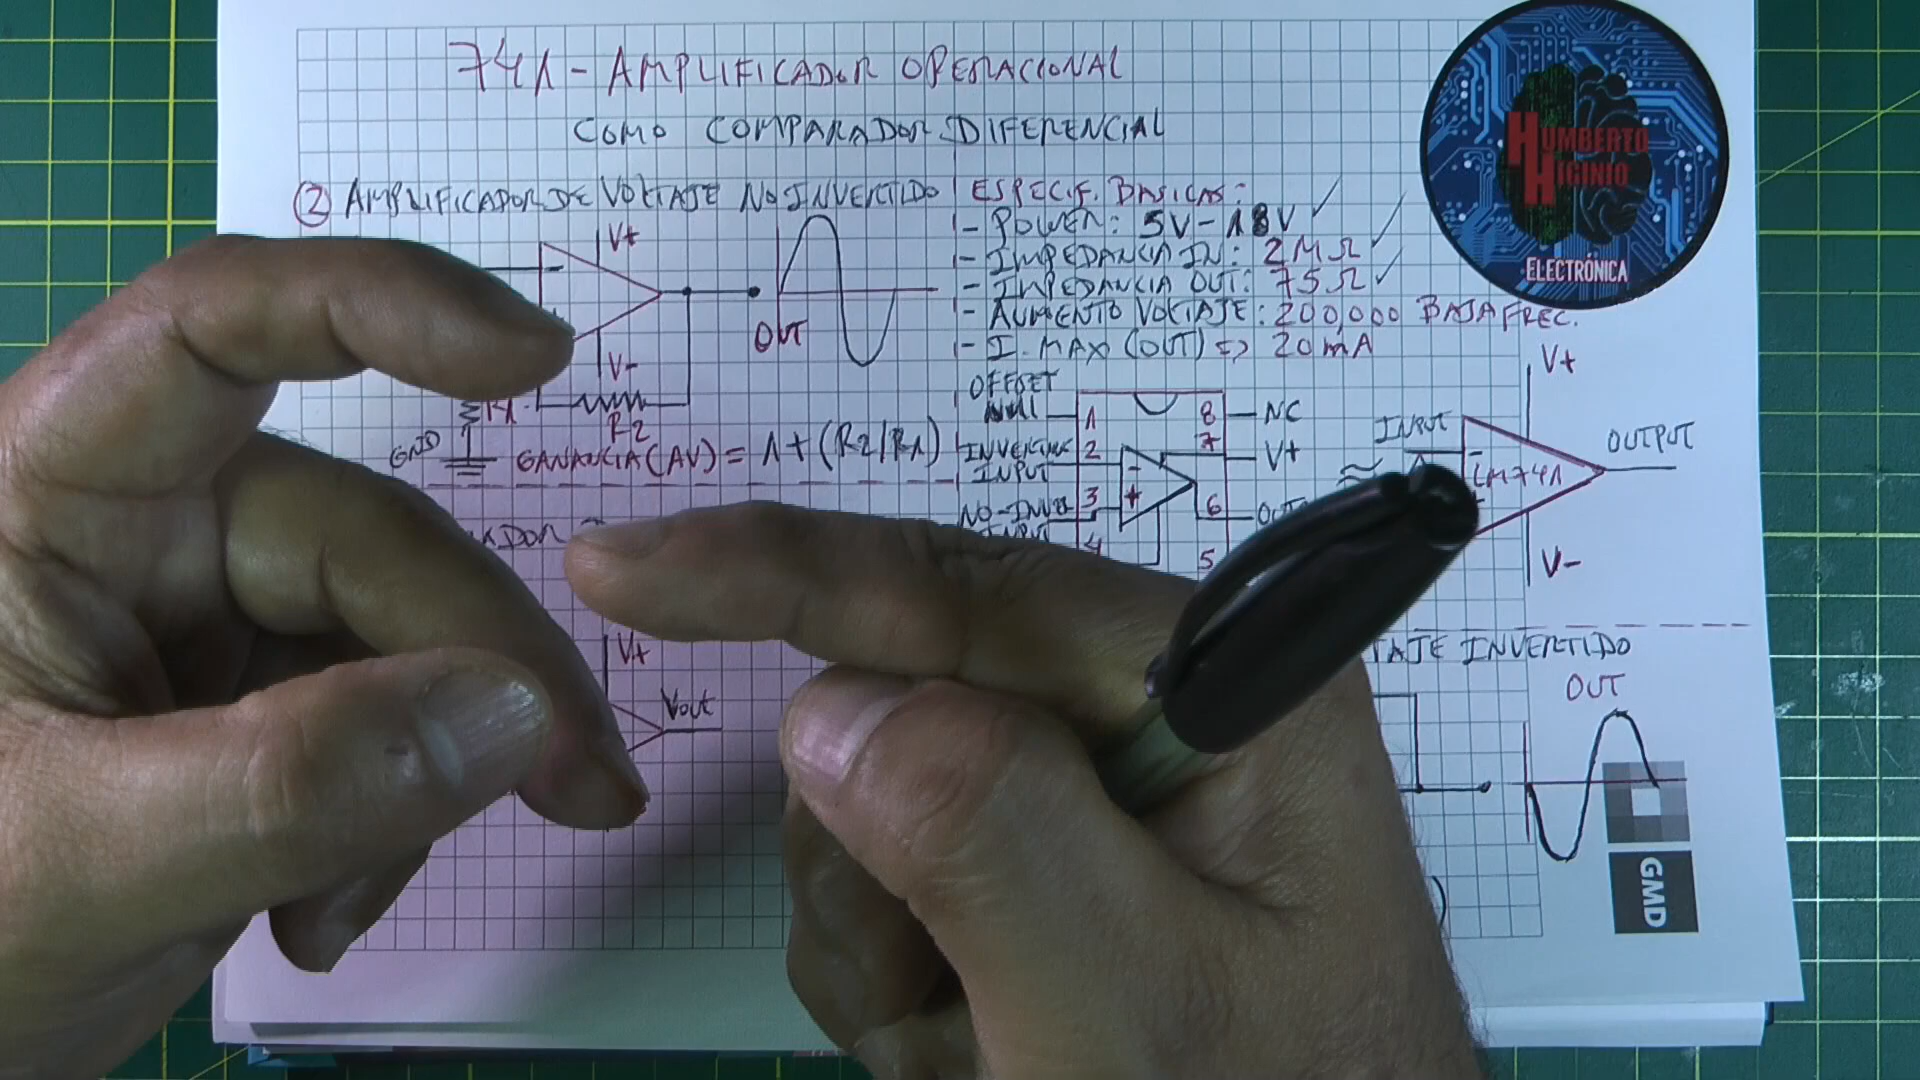 741 - AMPLIFICADOR OPERACIONAL
COMO COMPARADOR DIFERENCIAL
② AMPLIFICADOR DE VOLTAJE NO INVERTIDO
V+
V-
OUT
R1
R2
GND
GANANCIA (AV) = 1 + (R2/R1)
ESPECIF. BASICAS:
- POWER: 5V-18V ✓
- IMPEDANCIA IN: 2MΩ ✓
- IMPEDANCIA OUT: 75Ω ✓
- AUMENTO VOLTAJE: 200,000 BAJA FREC.
- I. MAX (OUT) => 20mA
OFFSET
NULL
1
8
NC
INVERTING
INPUT
2
7
V+
-
+
NO-INV
INPUT
3
6
4
5
INPUT
V+
LM741
OUTPUT
V-
V+
Vout
TAJE INVERTIDO
OUT
HUMBERTO
HIGINIO
ELECTRÓNICA
GMD